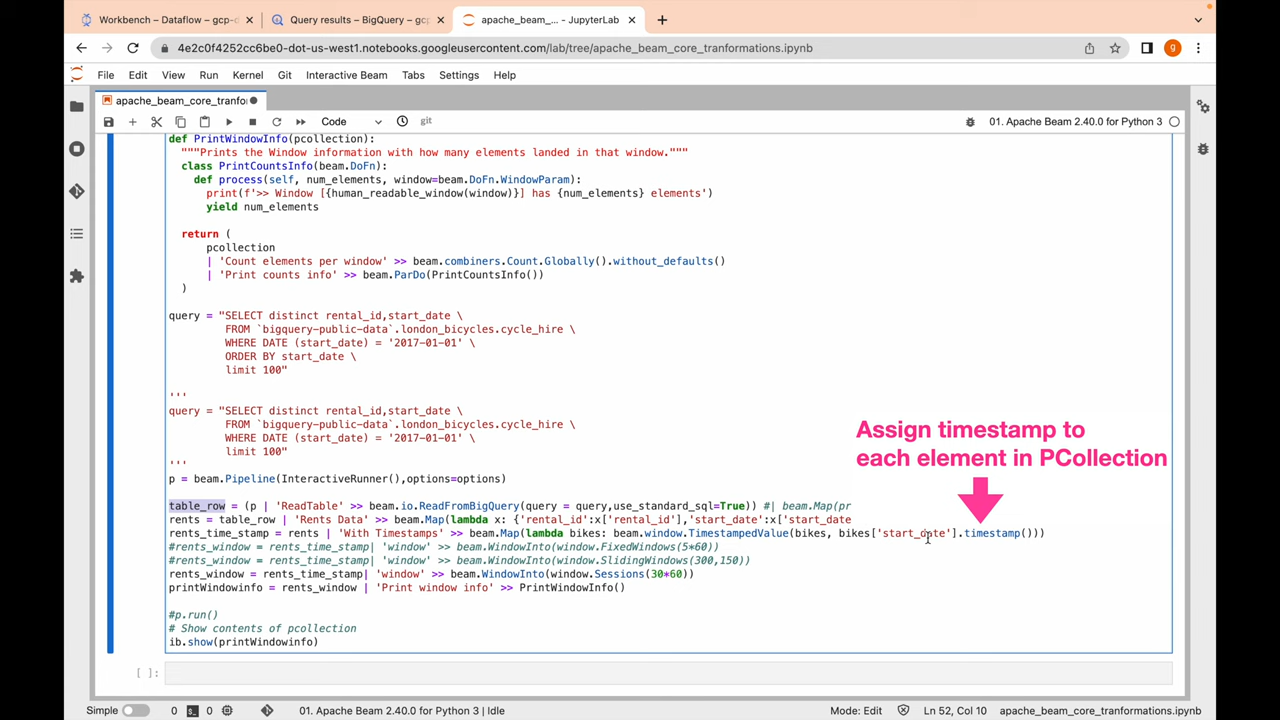 Workbench – Dataflow – gcp-d
Query results – BigQuery – gcp
apache_beam_... - JupyterLab
4e2c0f4252cc6be0-dot-us-west1.notebooks.googleusercontent.com/lab/tree/apache_beam_core_tranformations.ipynb
g
File Edit View Run Kernel Git Interactive Beam Tabs Settings Help
apache_beam_core_tranfo
Code
git
01. Apache Beam 2.40.0 for Python 3
def PrintWindowInfo(pcollection):
"""Prints the Window information with how many elements landed in that window."""
class PrintCountsInfo(beam.DoFn):
def process(self, num_elements, window=beam.DoFn.WindowParam):
print(f'>> Window [{human_readable_window(window)}] has {num_elements} elements')
yield num_elements
return (
pcollection
| 'Count elements per window' >> beam.combiners.Count.Globally().without_defaults()
| 'Print counts info' >> beam.ParDo(PrintCountsInfo())
)
query = "SELECT distinct rental_id,start_date \
FROM `bigquery-public-data`.london_bicycles.cycle_hire \
WHERE DATE (start_date) = '2017-01-01' \
ORDER BY start_date \
limit 100"
'''
query = "SELECT distinct rental_id,start_date \
FROM `bigquery-public-data`.london_bicycles.cycle_hire \
WHERE DATE (start_date) = '2017-01-01' \
limit 100"
'''
p = beam.Pipeline(InteractiveRunner(),options=options)
Assign timestamp to
each element in PCollection
table_row = (p | 'ReadTable' >> beam.io.ReadFromBigQuery(query = query,use_standard_sql=True)) #| beam.Map(pr
rents = table_row | 'Rents Data' >> beam.Map(lambda x: {'rental_id':x['rental_id'],'start_date':x['start_date
rents_time_stamp = rents | 'With Timestamps' >> beam.Map(lambda bikes: beam.window.TimestampedValue(bikes, bikes['start_date'].timestamp()))
#rents_window = rents_time_stamp| 'window' >> beam.WindowInto(window.FixedWindows(5*60))
#rents_window = rents_time_stamp| 'window' >> beam.WindowInto(window.SlidingWindows(300,150))
rents_window = rents_time_stamp| 'window' >> beam.WindowInto(window.Sessions(30*60))
printWindowinfo = rents_window | 'Print window info' >> PrintWindowInfo()
#p.run()
# Show contents of pcollection
ib.show(printWindowinfo)
[ ]:
Simple 0 0 01. Apache Beam 2.40.0 for Python 3 | Idle Mode: Edit Ln 52, Col 10 apache_beam_core_tranformations.ipynb